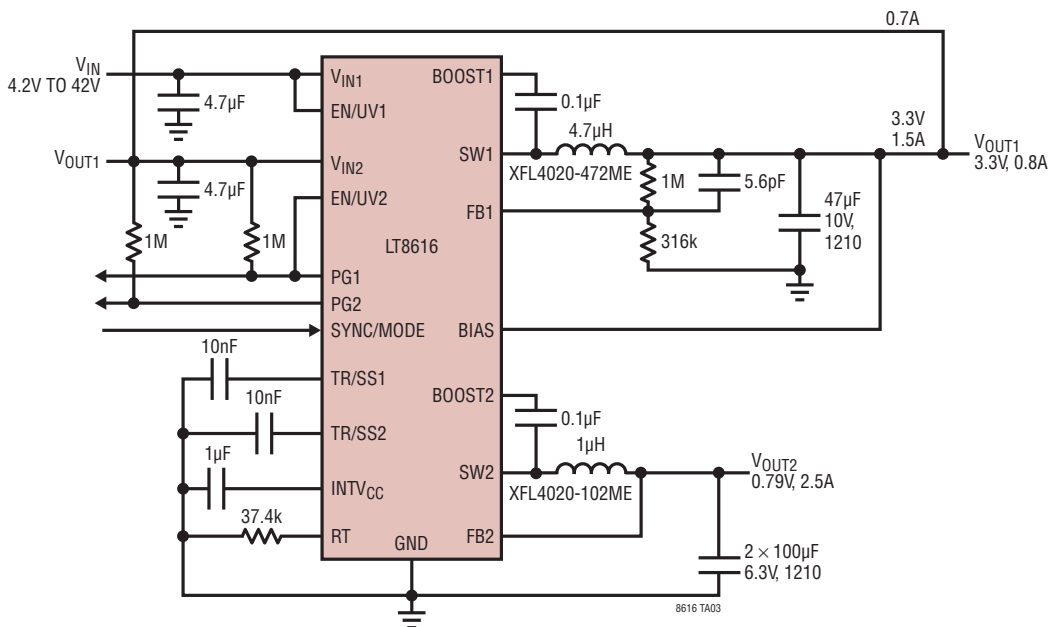 0.7A
VIN
4.2V TO 42V
4.7µF
VOUT1
4.7µF
1M
1M
VIN1
EN/UV1
VIN2
EN/UV2
LT8616
PG1
PG2
SYNC/MODE
TR/SS1
TR/SS2
INTVCC
RT
GND
BOOST1
SW1
FB1
BIAS
BOOST2
SW2
FB2
10nF
10nF
1µF
37.4k
0.1µF
4.7µH
XFL4020-472ME
1M
5.6pF
316k
47µF
10V,
1210
3.3V
1.5A
VOUT1
3.3V, 0.8A
0.1µF
1µH
XFL4020-102ME
VOUT2
0.79V, 2.5A
2 × 100µF
6.3V, 1210
8616 TA03